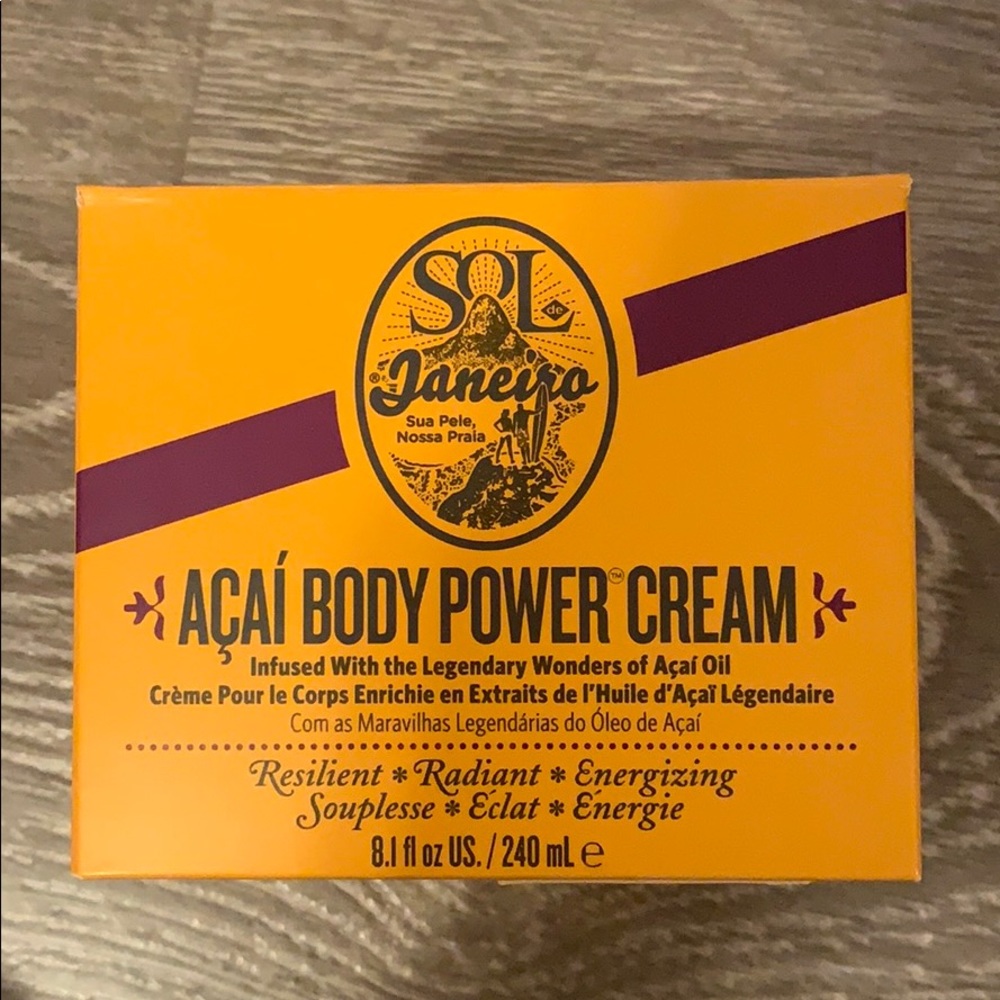 SOL
de
® Janeiro
Sua Pele,
Nossa Praia
AÇAÍ BODY POWER™ CREAM
Infused With the Legendary Wonders of Açaí Oil
Crème Pour le Corps Enrichie en Extraits de l'Huile d'Açaï Légendaire
Com as Maravilhas Legendárias do Óleo de Açaí
Resilient * Radiant * Energizing
Souplesse * Éclat * Énergie
8.1 fl oz US. / 240 mL e